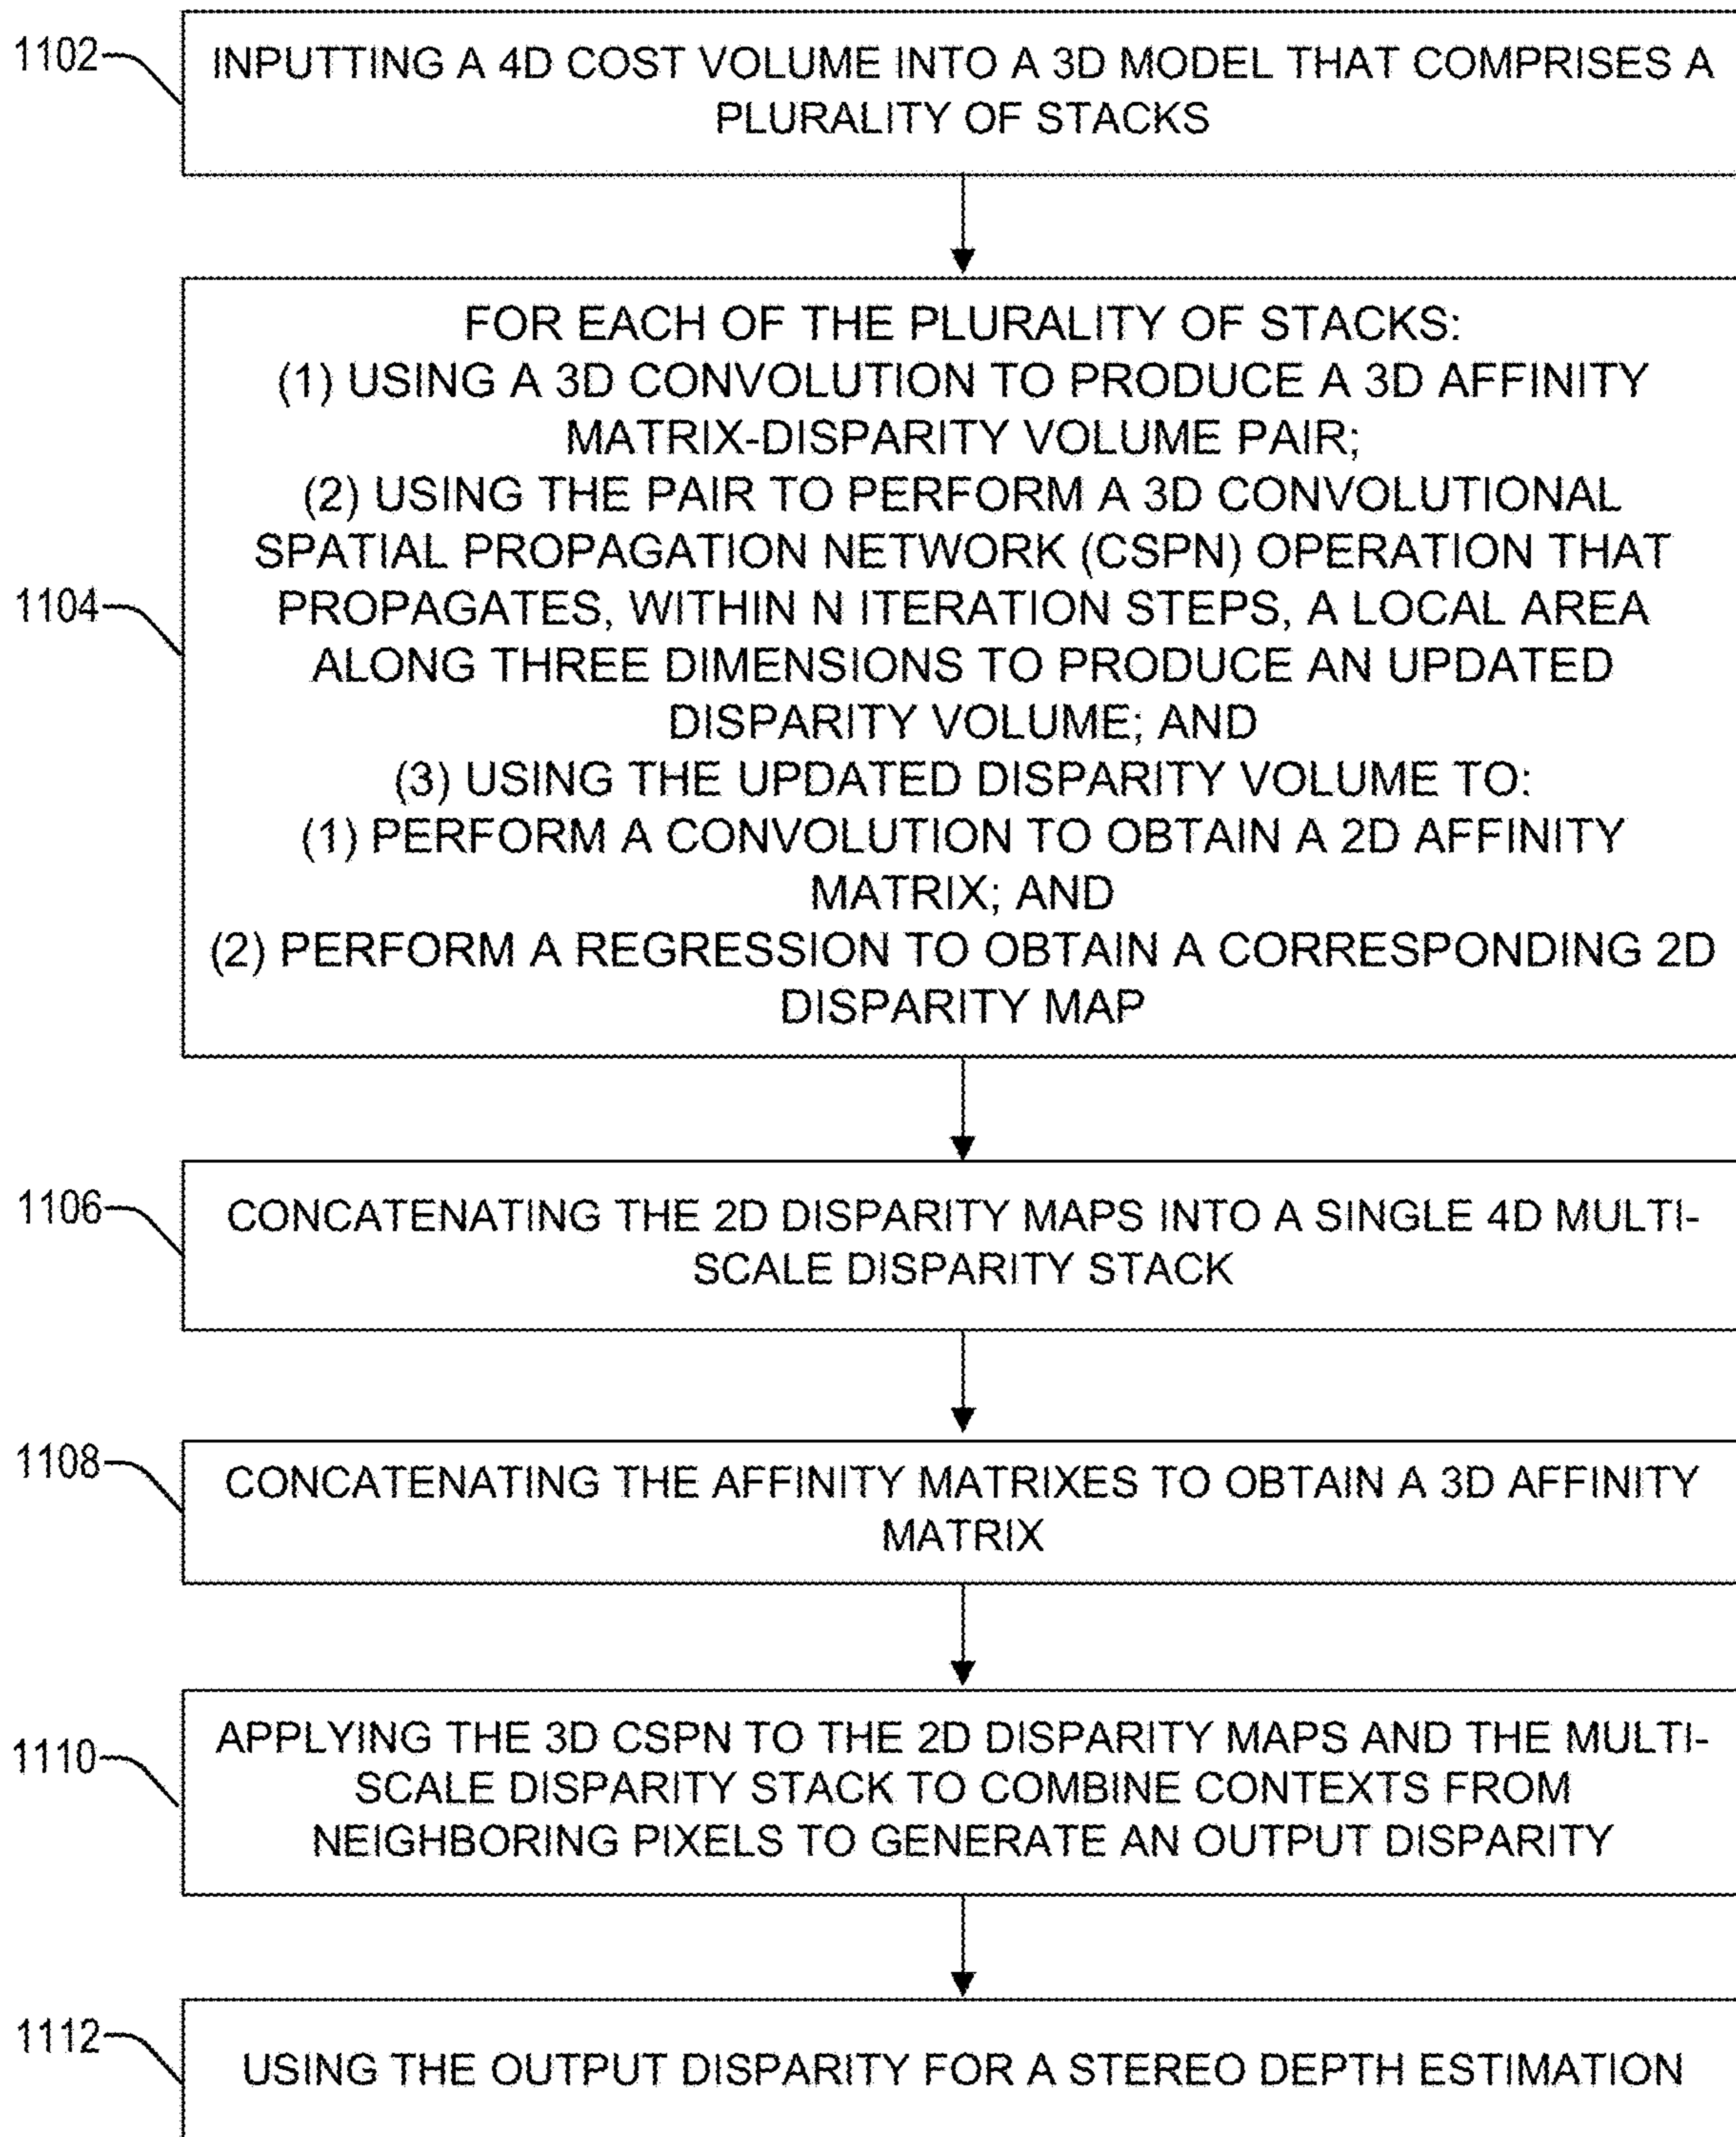 1102
INPUTTING A 4D COST VOLUME INTO A 3D MODEL THAT COMPRISES A
PLURALITY OF STACKS
1104
FOR EACH OF THE PLURALITY OF STACKS:
(1) USING A 3D CONVOLUTION TO PRODUCE A 3D AFFINITY
MATRIX-DISPARITY VOLUME PAIR;
(2) USING THE PAIR TO PERFORM A 3D CONVOLUTIONAL
SPATIAL PROPAGATION NETWORK (CSPN) OPERATION THAT
PROPAGATES, WITHIN N ITERATION STEPS, A LOCAL AREA
ALONG THREE DIMENSIONS TO PRODUCE AN UPDATED
DISPARITY VOLUME; AND
(3) USING THE UPDATED DISPARITY VOLUME TO:
(1) PERFORM A CONVOLUTION TO OBTAIN A 2D AFFINITY
MATRIX; AND
(2) PERFORM A REGRESSION TO OBTAIN A CORRESPONDING 2D
DISPARITY MAP
1106
CONCATENATING THE 2D DISPARITY MAPS INTO A SINGLE 4D MULTI-
SCALE DISPARITY STACK
1108
CONCATENATING THE AFFINITY MATRIXES TO OBTAIN A 3D AFFINITY
MATRIX
1110
APPLYING THE 3D CSPN TO THE 2D DISPARITY MAPS AND THE MULTI-
SCALE DISPARITY STACK TO COMBINE CONTEXTS FROM
NEIGHBORING PIXELS TO GENERATE AN OUTPUT DISPARITY
1112
USING THE OUTPUT DISPARITY FOR A STEREO DEPTH ESTIMATION